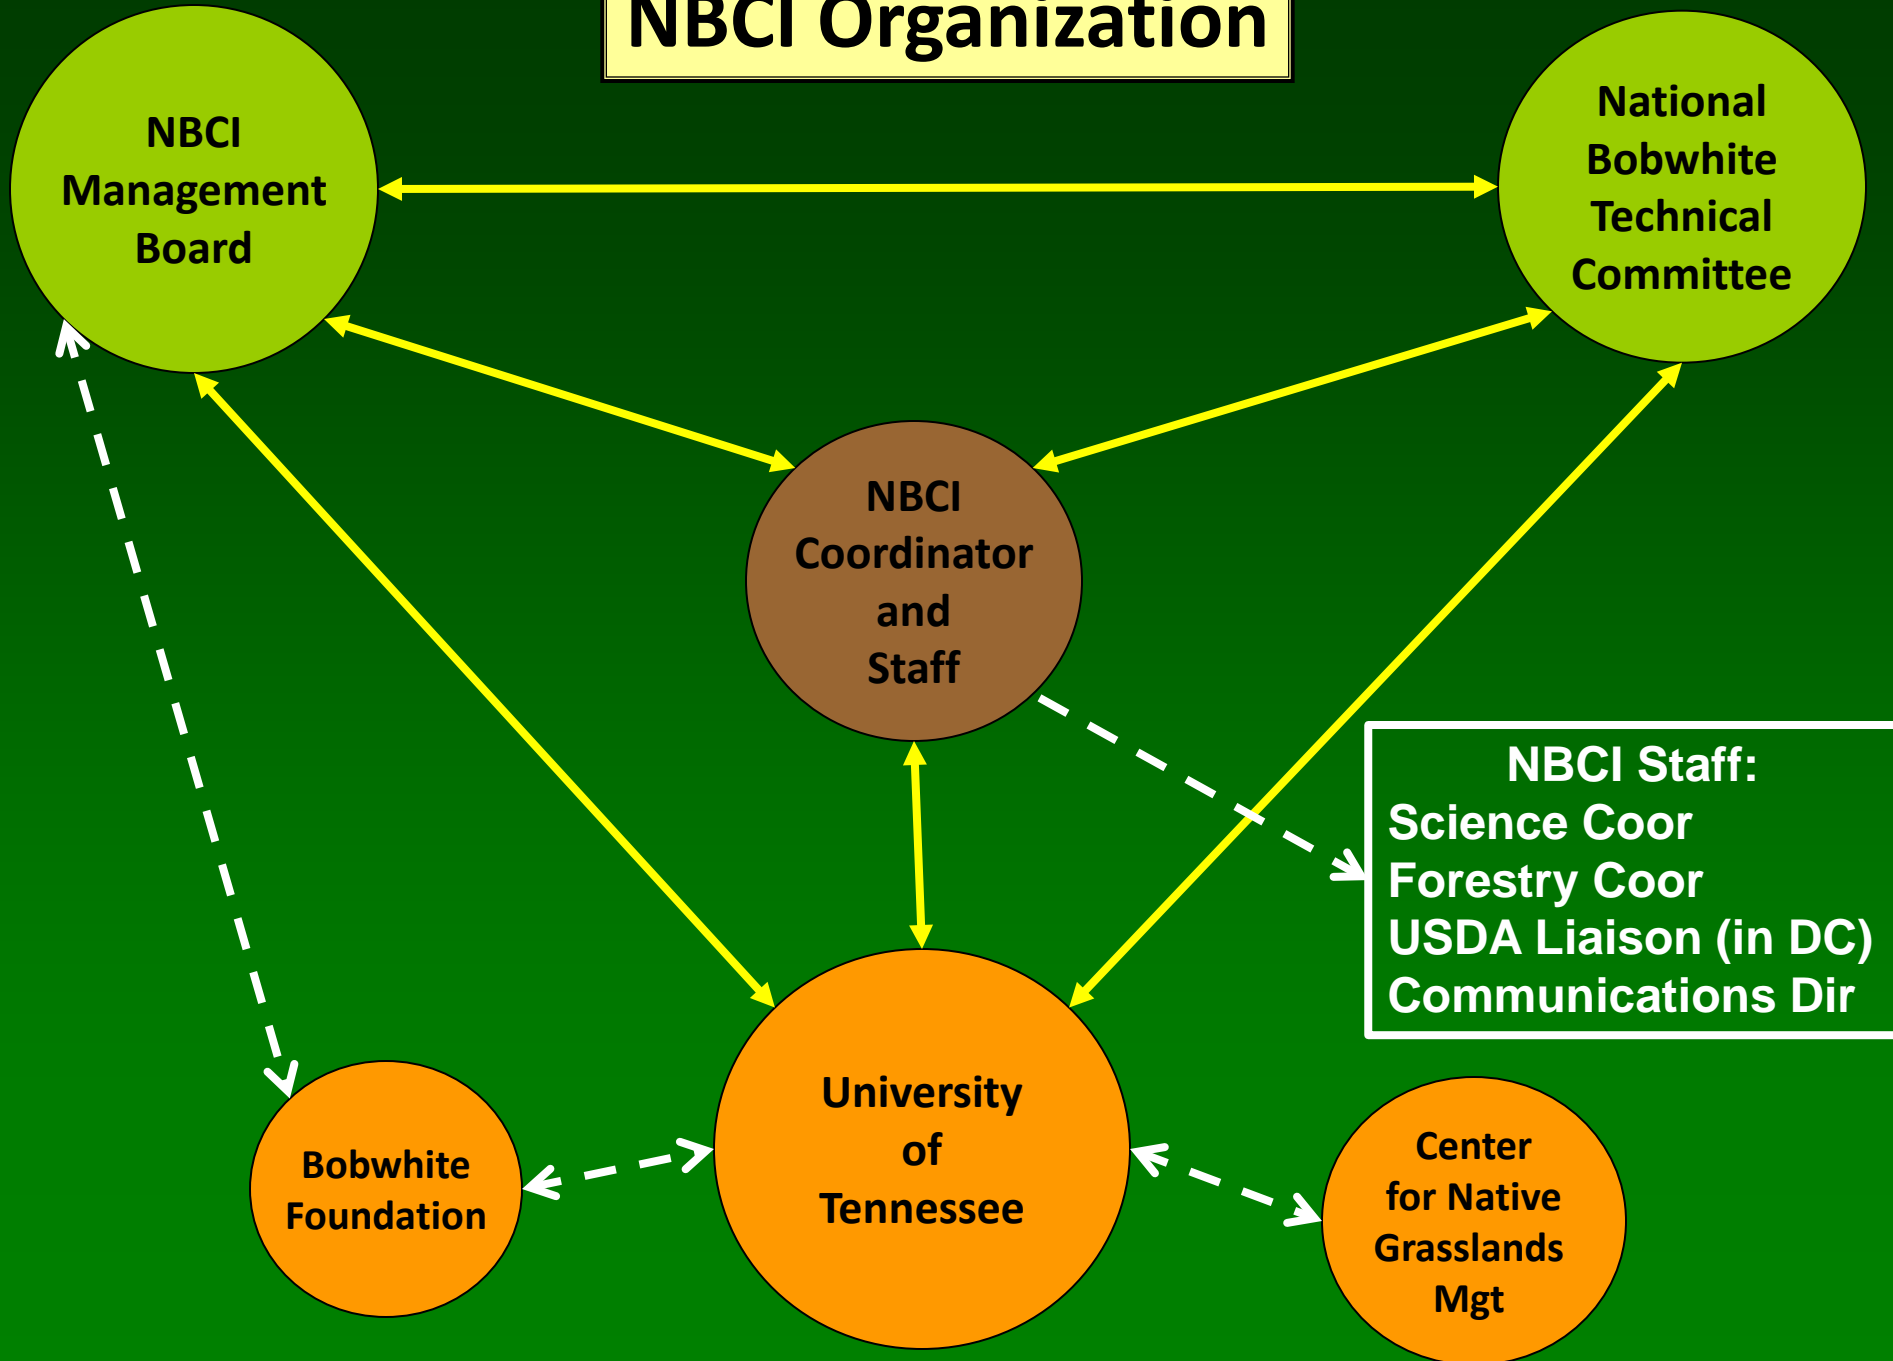 NBCI Organization
NBCI
Management
Board
National
Bobwhite
Technical
Committee
NBCI
Coordinator
and
Staff
NBCI Staff:
Science Coor
Forestry Coor
USDA Liaison (in DC)
Communications Dir
Bobwhite
Foundation
University
of
Tennessee
Center
for Native
Grasslands
Mgt